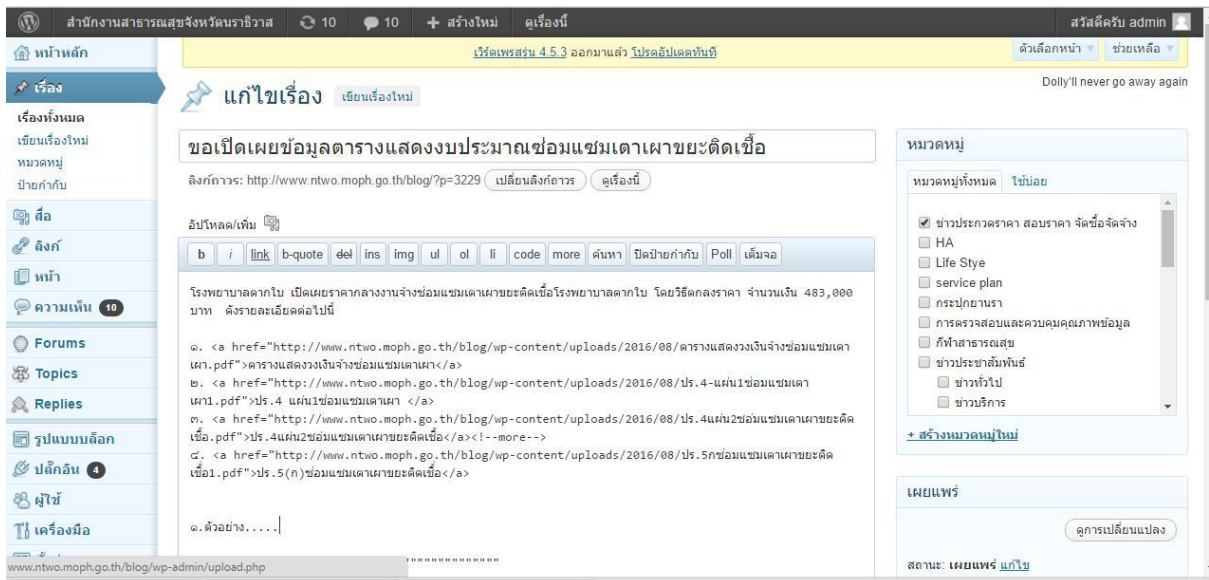 สำนักงานสาธารณสุขจังหวัดนราธิวาส 10 10 + สร้างใหม่ ดูเรื่องนี้ สวัสดีครับ admin
เวิร์ดเพรสรุ่น 4.5.3 ออกมาแล้ว โปรดอัปเดตทันที
ตัวเลือกหน้า ช่วยเหลือ
Dolly'll never go away again
หน้าหลัก
เรื่อง
เรื่องทั้งหมด
เขียนเรื่องใหม่
หมวดหมู่
ป้ายกำกับ
สื่อ
ลิงก์
หน้า
ความเห็น 10
Forums
Topics
Replies
รูปแบบบล็อก
ปลั๊กอิน 4
ผู้ใช้
เครื่องมือ
แก้ไขเรื่อง เขียนเรื่องใหม่
ขอเปิดเผยข้อมูลตารางแสดงงบประมาณซ่อมแซมเตาเผาขยะติดเชื้อ
ลิงก์ถาวร: http://www.ntwo.moph.go.th/blog/?p=3229 เปลี่ยนลิงก์ถาวร ดูเรื่องนี้
อัปโหลด/เพิ่ม
b i link b-quote del ins img ul ol li code more ค้นหา ปิดป้ายกำกับ Poll เต็มจอ
โรงพยาบาลตากใบ เปิดเผยราคากลางงานจ้างซ่อมแซมเตาเผาขยะติดเชื้อโรงพยาบาลตากใบ โดยวิธีตกลงราคา จำนวนเงิน 483,000
บาท ดังรายละเอียดต่อไปนี้
๑. <a href="http://www.ntwo.moph.go.th/blog/wp-content/uploads/2016/08/ตารางแสดงวงเงินจ้างซ่อมแซมเตา
เผา.pdf">ตารางแสดงวงเงินจ้างซ่อมแซมเตาเผา</a>
๒. <a href="http://www.ntwo.moph.go.th/blog/wp-content/uploads/2016/08/ปร.4-แผ่น1ซ่อมแซมเตา
เผา1.pdf">ปร.4 แผ่น1ซ่อมแซมเตาเผา </a>
๓. <a href="http://www.ntwo.moph.go.th/blog/wp-content/uploads/2016/08/ปร.4แผ่น2ซ่อมแซมเตาเผาขยะติด
เชื้อ.pdf">ปร.4แผ่น2ซ่อมแซมเตาเผาขยะติดเชื้อ</a><!--more-->
๔. <a href="http://www.ntwo.moph.go.th/blog/wp-content/uploads/2016/08/ปร.5กซ่อมแซมเตาเผาขยะติด
เชื้อ1.pdf">ปร.5(ก)ซ่อมแซมเตาเผาขยะติดเชื้อ</a>
๑.ตัวอย่าง.....
"""""""""""""""
หมวดหมู่
หมวดหมู่ทั้งหมด ใช้บ่อย
ข่าวประกวดราคา สอบราคา จัดซื้อจัดจ้าง
HA
Life Stye
service plan
กระปุกยานรา
การตรวจสอบและควบคุมคุณภาพข้อมูล
กีฬาสาธารณสุข
ข่าวประชาสัมพันธ์
ข่าวทั่วไป
ข่าวบริการ
+ สร้างหมวดหมู่ใหม่
เผยแพร่
ดูการเปลี่ยนแปลง
สถานะ: เผยแพร่ แก้ไข
www.ntwo.moph.go.th/blog/wp-admin/upload.php